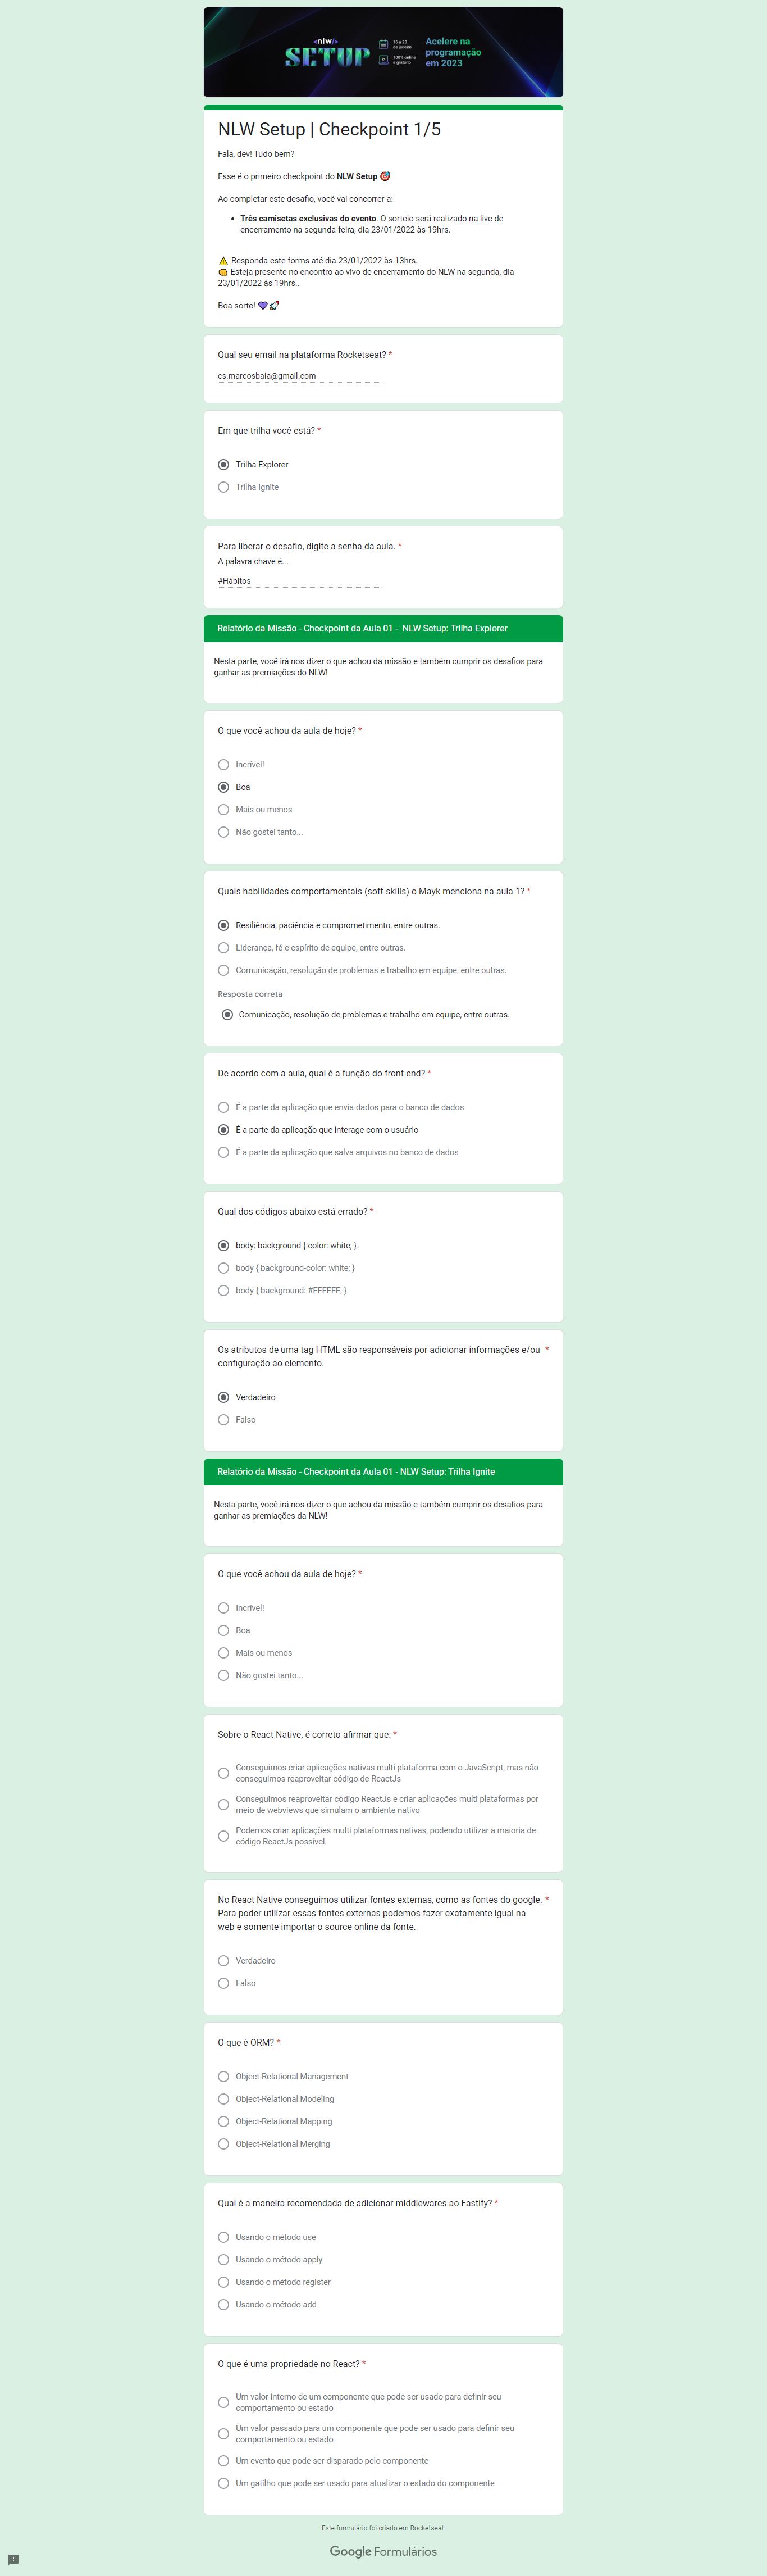 <nlw/>
SETUP
16 a 20
de janeiro
100% online
e gratuito
Acelere na
programação
em 2023
NLW Setup | Checkpoint 1/5
Fala, dev! Tudo bem?
Esse é o primeiro checkpoint do NLW Setup 🎯
Ao completar este desafio, você vai concorrer a:
• Três camisetas exclusivas do evento. O sorteio será realizado na live de
encerramento na segunda-feira, dia 23/01/2022 às 19hrs.
⚠️ Responda este forms até dia 23/01/2022 às 13hrs.
👊 Esteja presente no encontro ao vivo de encerramento do NLW na segunda, dia
23/01/2022 às 19hrs..
Boa sorte! 💜🚀
Qual seu email na plataforma Rocketseat? *
cs.marcosbaia@gmail.com
Em que trilha você está? *
Trilha Explorer
Trilha Ignite
Para liberar o desafio, digite a senha da aula. *
A palavra chave é...
#Hábitos
Relatório da Missão - Checkpoint da Aula 01 - NLW Setup: Trilha Explorer
Nesta parte, você irá nos dizer o que achou da missão e também cumprir os desafios para
ganhar as premiações do NLW!
O que você achou da aula de hoje? *
Incrível!
Boa
Mais ou menos
Não gostei tanto...
Quais habilidades comportamentais (soft-skills) o Mayk menciona na aula 1? *
Resiliência, paciência e comprometimento, entre outras.
Liderança, fé e espírito de equipe, entre outras.
Comunicação, resolução de problemas e trabalho em equipe, entre outras.
Resposta correta
Comunicação, resolução de problemas e trabalho em equipe, entre outras.
De acordo com a aula, qual é a função do front-end? *
É a parte da aplicação que envia dados para o banco de dados
É a parte da aplicação que interage com o usuário
É a parte da aplicação que salva arquivos no banco de dados
Qual dos códigos abaixo está errado? *
body: background { color: white; }
body { background-color: white; }
body { background: #FFFFFF; }
Os atributos de uma tag HTML são responsáveis por adicionar informações e/ou *
configuração ao elemento.
Verdadeiro
Falso
Relatório da Missão - Checkpoint da Aula 01 - NLW Setup: Trilha Ignite
Nesta parte, você irá nos dizer o que achou da missão e também cumprir os desafios para
ganhar as premiações da NLW!
O que você achou da aula de hoje? *
Incrível!
Boa
Mais ou menos
Não gostei tanto...
Sobre o React Native, é correto afirmar que: *
Conseguimos criar aplicações nativas multi plataforma com o JavaScript, mas não
conseguimos reaproveitar código de ReactJs
Conseguimos reaproveitar código ReactJs e criar aplicações multi plataformas por
meio de webviews que simulam o ambiente nativo
Podemos criar aplicações multi plataformas nativas, podendo utilizar a maioria de
código ReactJs possível.
No React Native conseguimos utilizar fontes externas, como as fontes do google. *
Para poder utilizar essas fontes externas podemos fazer exatamente igual na
web e somente importar o source online da fonte.
Verdadeiro
Falso
O que é ORM? *
Object-Relational Management
Object-Relational Modeling
Object-Relational Mapping
Object-Relational Merging
Qual é a maneira recomendada de adicionar middlewares ao Fastify? *
Usando o método use
Usando o método apply
Usando o método register
Usando o método add
O que é uma propriedade no React? *
Um valor interno de um componente que pode ser usado para definir seu
comportamento ou estado
Um valor passado para um componente que pode ser usado para definir seu
comportamento ou estado
Um evento que pode ser disparado pelo componente
Um gatilho que pode ser usado para atualizar o estado do componente
Este formulário foi criado em Rocketseat.
Google Formulários